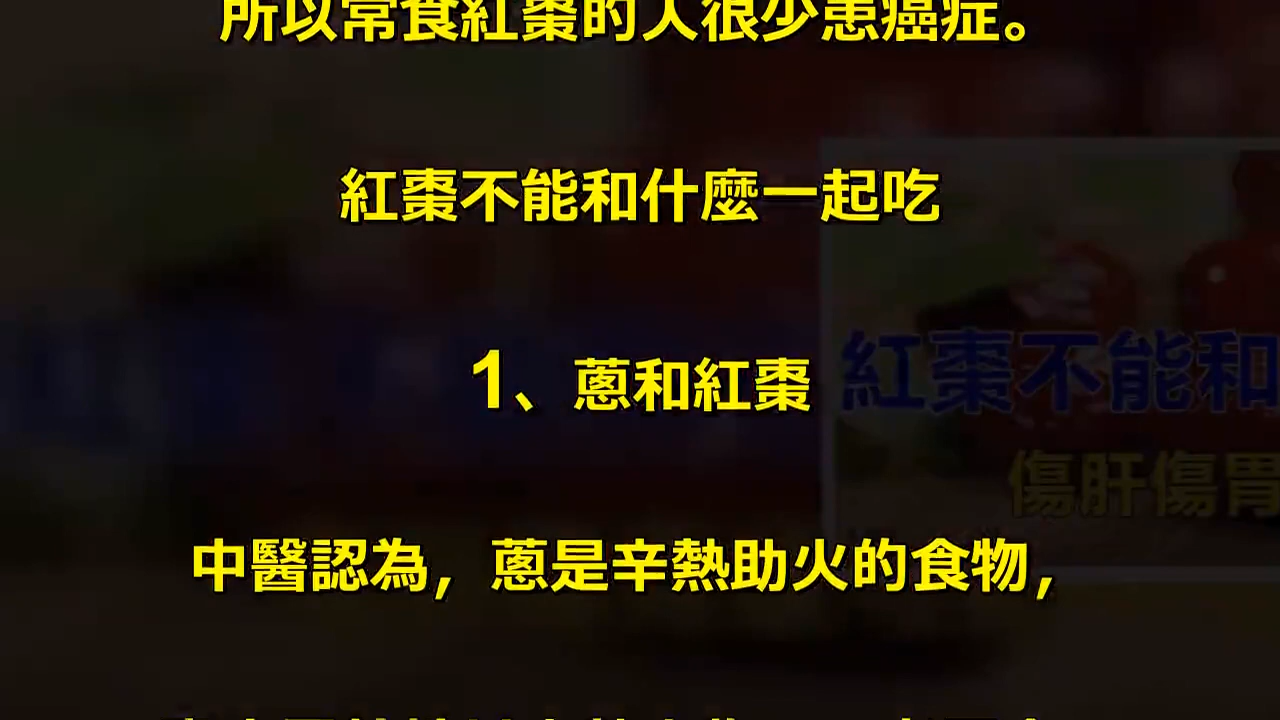 所以常食紅棗的人很少患癌症。
紅棗不能和什麼一起吃
1、蔥和紅棗
紅棗不能和
傷肝傷胃
中醫認為，蔥是辛熱助火的食物，